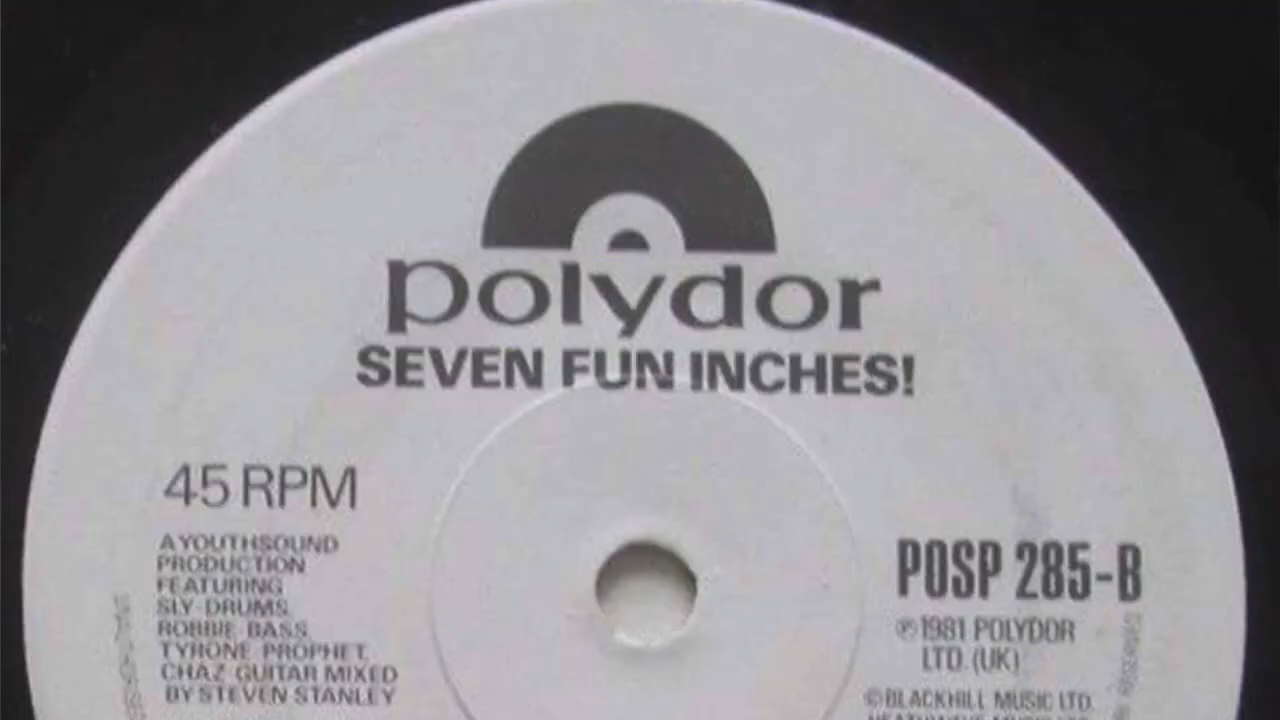 polydor
SEVEN FUN INCHES!
45 RPM
A YOUTHSOUND
PRODUCTION
FEATURING
SLY-DRUMS.
ROBBIE-BASS.
TYRONE-PROPHET.
CHAZ-GUITAR MIXED
BY STEVEN STANLEY
POSP 285-B
℗ 1981 POLYDOR
LTD. (UK)
© BLACKHILL MUSIC LTD.